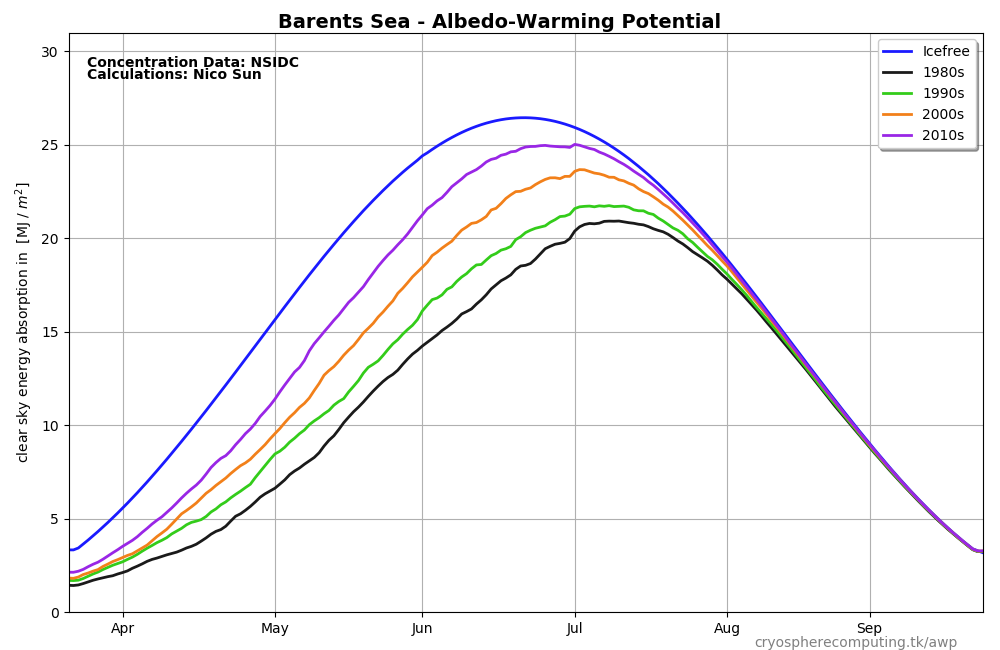 Barents Sea - Albedo-Warming Potential
Concentration Data: NSIDC
Calculations: Nico Sun
Icefree
1980s
1990s
2000s
2010s
clear sky energy absorption in [MJ / m²]
30
25
20
15
10
5
0
Apr May Jun Jul Aug Sep
cryospherecomputing.tk/awp